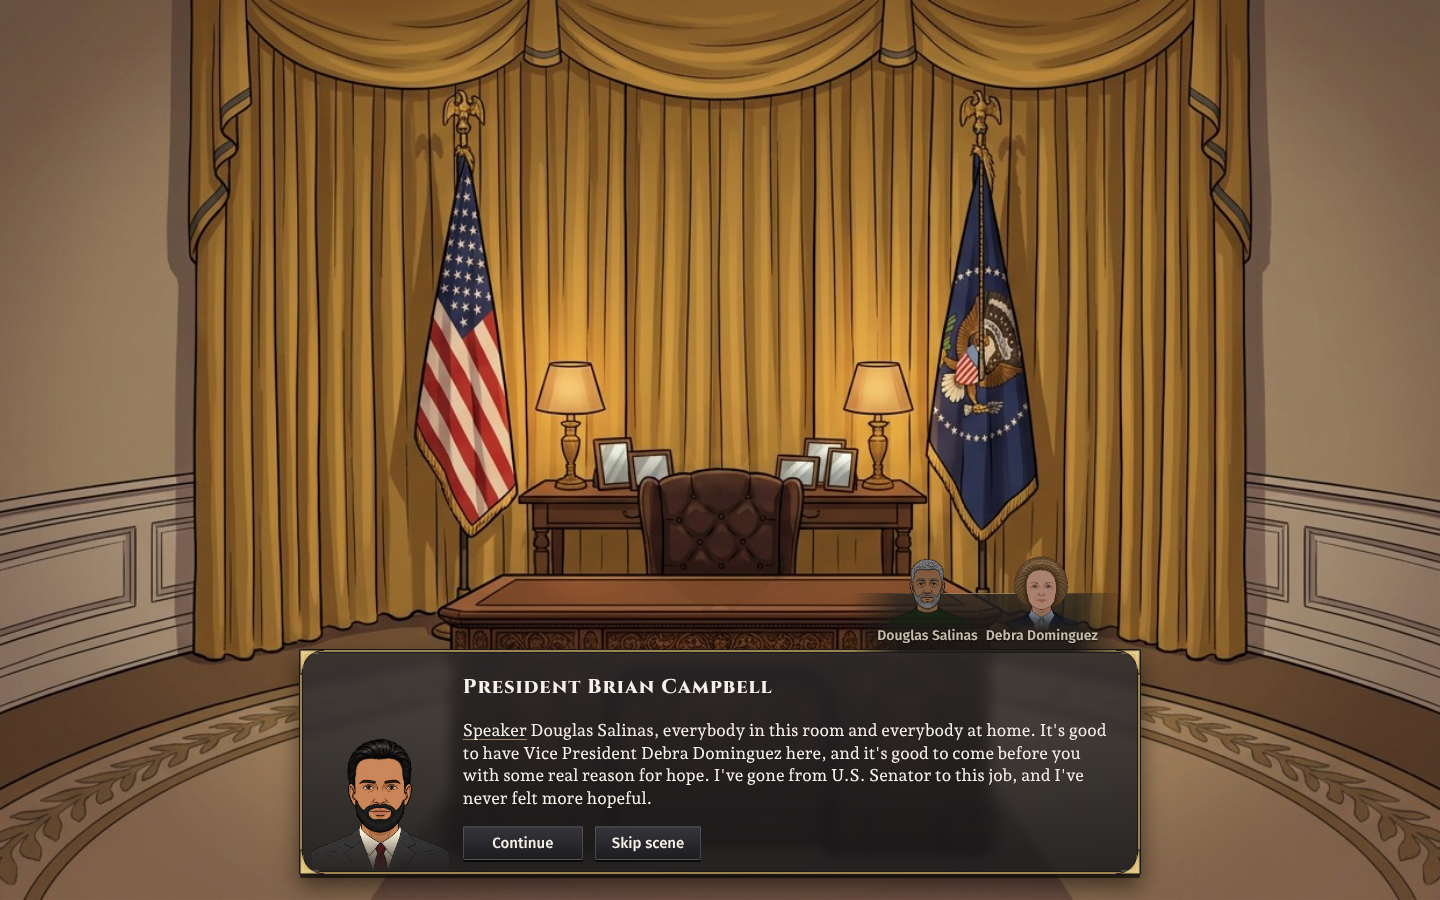 Douglas Salinas Debra Dominguez
President Brian Campbell
Speaker Douglas Salinas, everybody in this room and everybody at home. It's good
to have Vice President Debra Dominguez here, and it's good to come before you
with some real reason for hope. I've gone from U.S. Senator to this job, and I've
never felt more hopeful.
Continue Skip scene